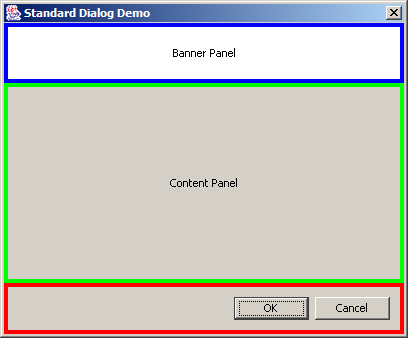 Standard Dialog Demo
Banner Panel
Content Panel
OK Cancel